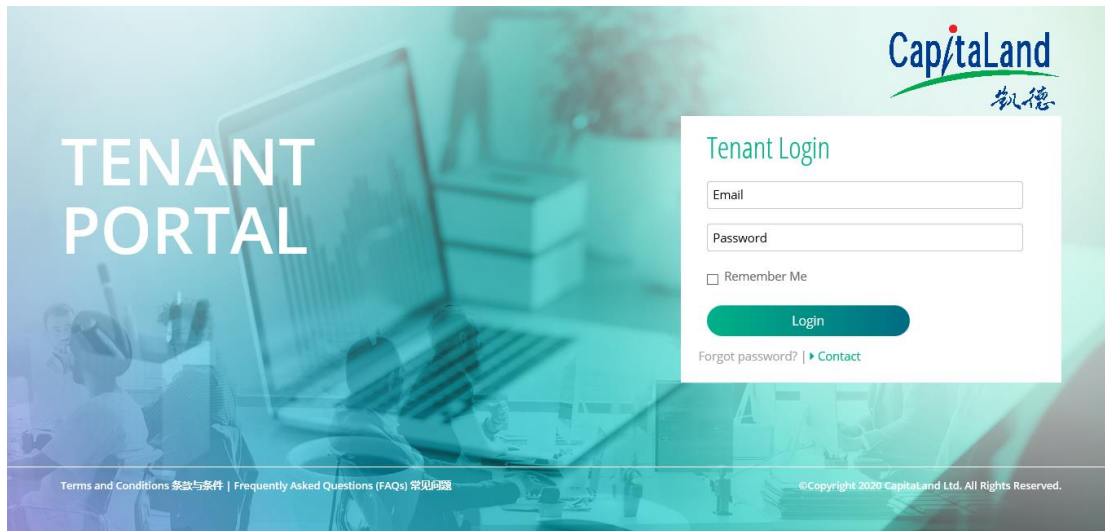 CapitaLand
凱德
TENANT
PORTAL
Tenant Login
Email
Password
Remember Me
Login
Forgot password? | Contact
Terms and Conditions 条款与条件 | Frequently Asked Questions (FAQs) 常见问题
©Copyright 2020 CapitaLand Ltd. All Rights Reserved.